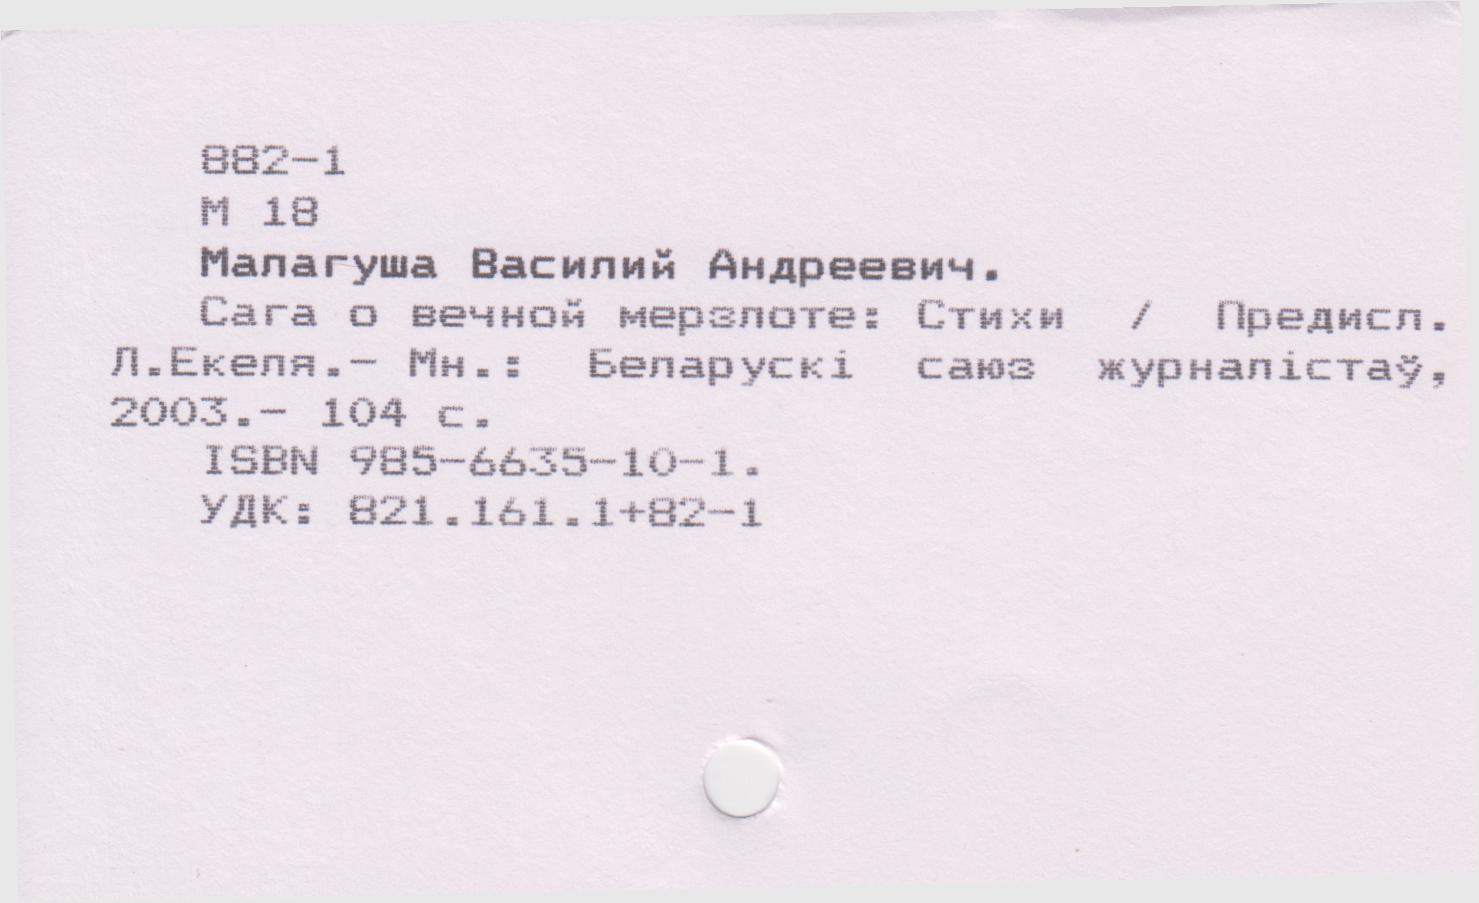 882-1
М 18
Малагуша Василий Андреевич.
Сага о вечной мерзлоте: Стихи / Предисл.
Л.Екеля.- Мн.: Беларускі саюз журналістаў,
2003.- 104 с.
ISBN 985-6635-10-1.
УДК: 821.161.1+82-1